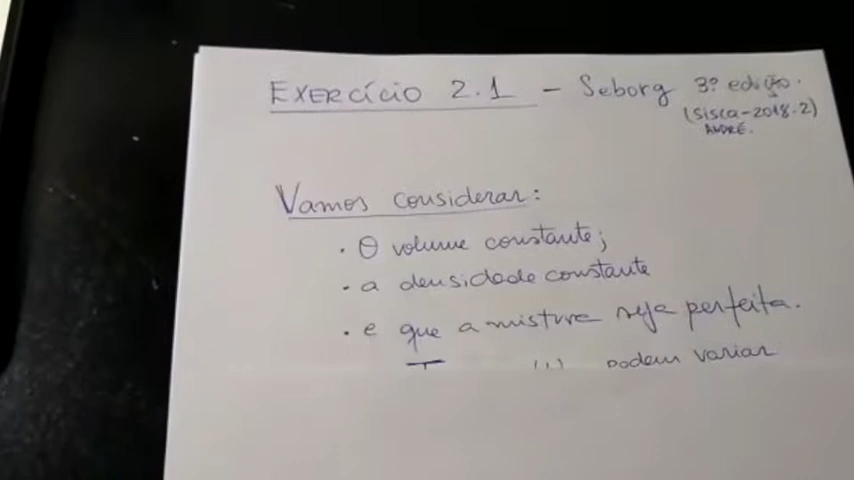 EXERCÍCIO 2.1 - Seborg 3ª edição.
(SISCA-2018.2)
ANDRÉ.
Vamos considerar:
• O volume constante;
• a densidade constante
• e que a mistura seja perfeita.
podem variar